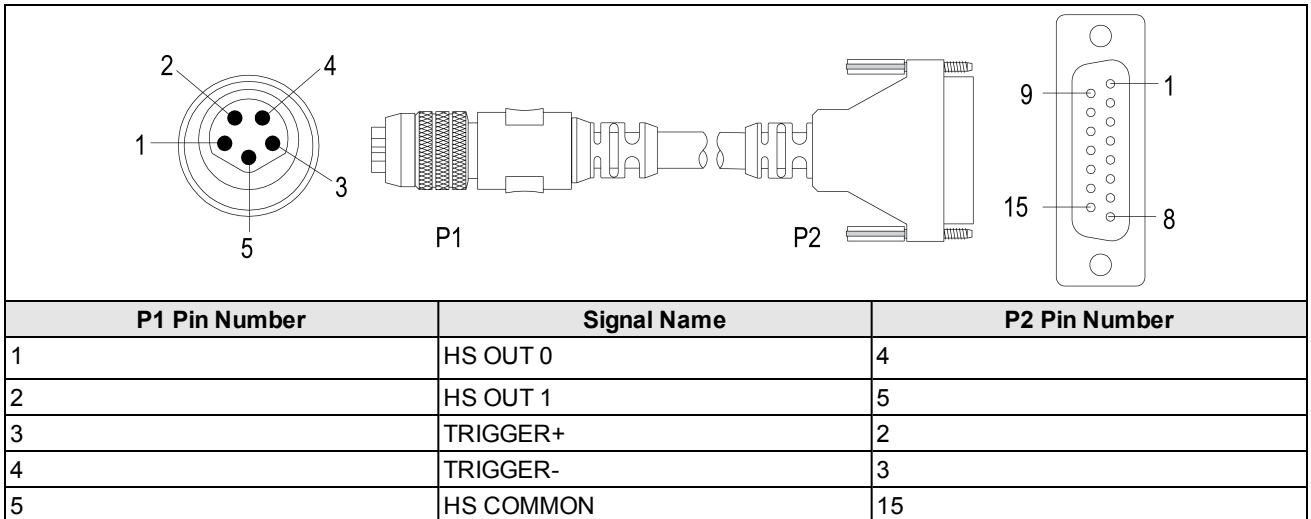 2
4
1
3
5
P1
P2
9
1
15
8
P1 Pin Number Signal Name P2 Pin Number
1 HS OUT 0 4
2 HS OUT 1 5
3 TRIGGER+ 2
4 TRIGGER- 3
5 HS COMMON 15